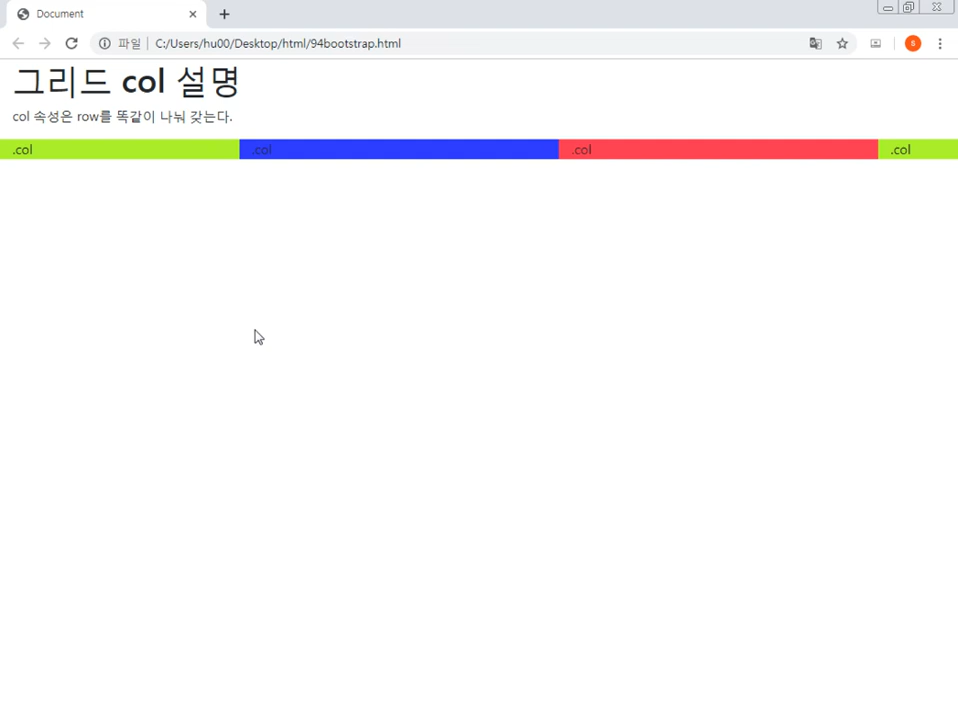 Document
파일 C:/Users/hu00/Desktop/html/94bootstrap.html
s
그리드 col 설명
col 속성은 row를 똑같이 나눠 갖는다.
.col .col .col .col